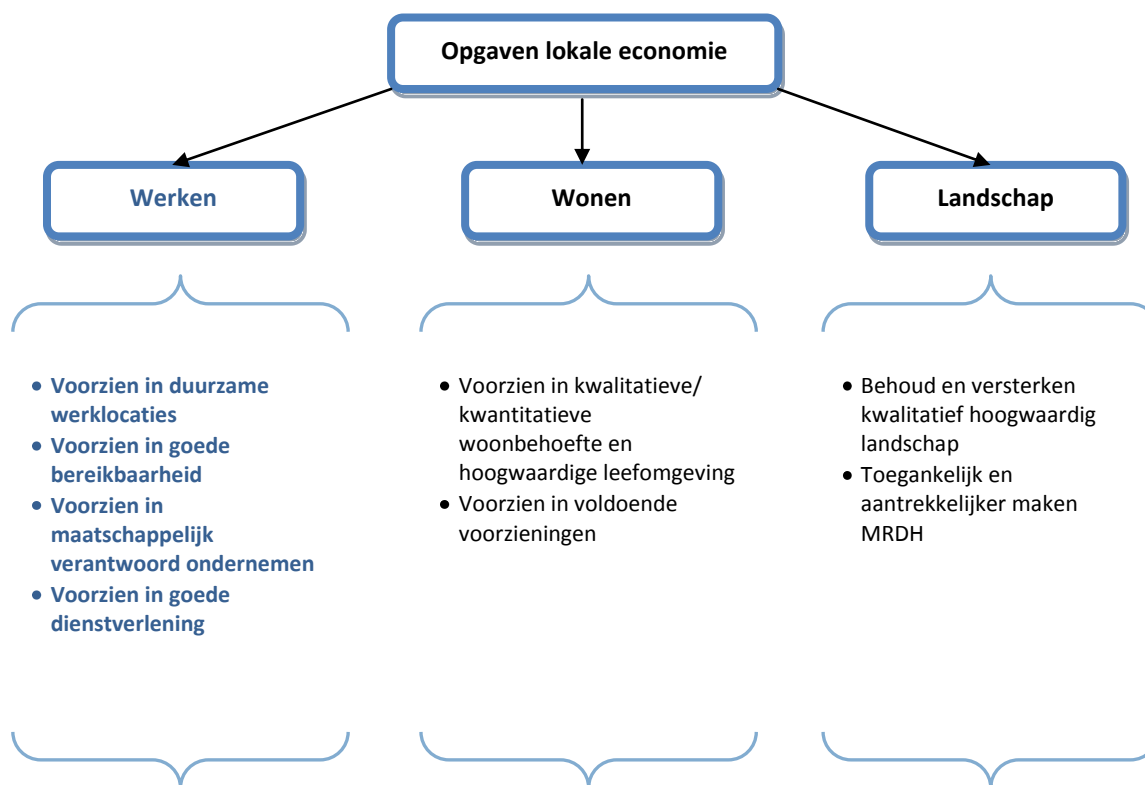 Opgaven lokale economie
Werken
Wonen
Landschap
• Voorzien in duurzame
werklocaties
• Voorzien in goede
bereikbaarheid
• Voorzien in
maatschappelijk
verantwoord ondernemen
• Voorzien in goede
dienstverlening
• Voorzien in kwalitatieve/
kwantitatieve
woonbehoefte en
hoogwaardige leefomgeving
• Voorzien in voldoende
voorzieningen
• Behoud en versterken
kwalitatief hoogwaardig
landschap
• Toegankelijk en
aantrekkelijker maken
MRDH